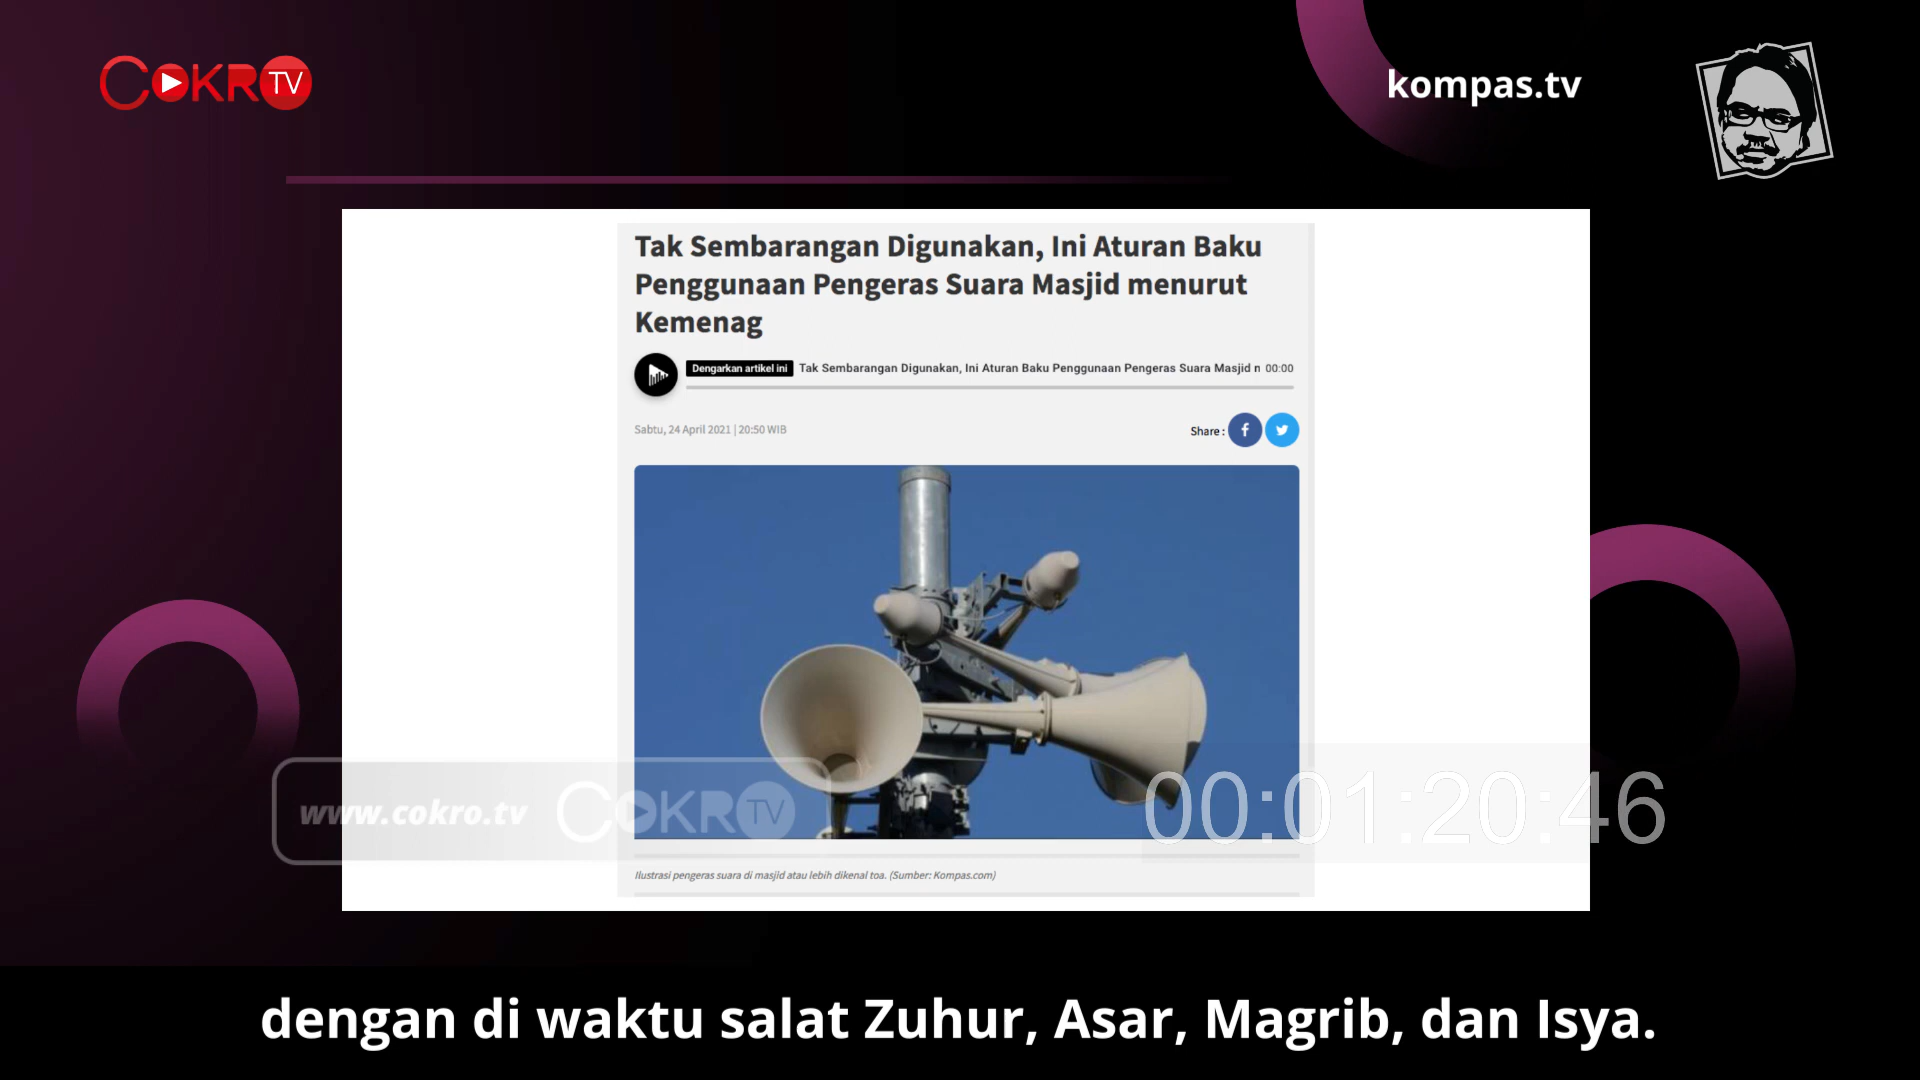 COKRO TV
kompas.tv
Tak Sembarangan Digunakan, Ini Aturan Baku
Penggunaan Pengeras Suara Masjid menurut
Kemenag
Dengarkan artikel ini Tak Sembarangan Digunakan, Ini Aturan Baku Penggunaan Pengeras Suara Masjid n 00:00
Sabtu, 24 April 2021 | 20:50 WIB
Share :
www.cokro.tv COKRO TV
00:01:20:46
Ilustrasi pengeras suara di masjid atau lebih dikenal toa. (Sumber: Kompas.com)
dengan di waktu salat Zuhur, Asar, Magrib, dan Isya.